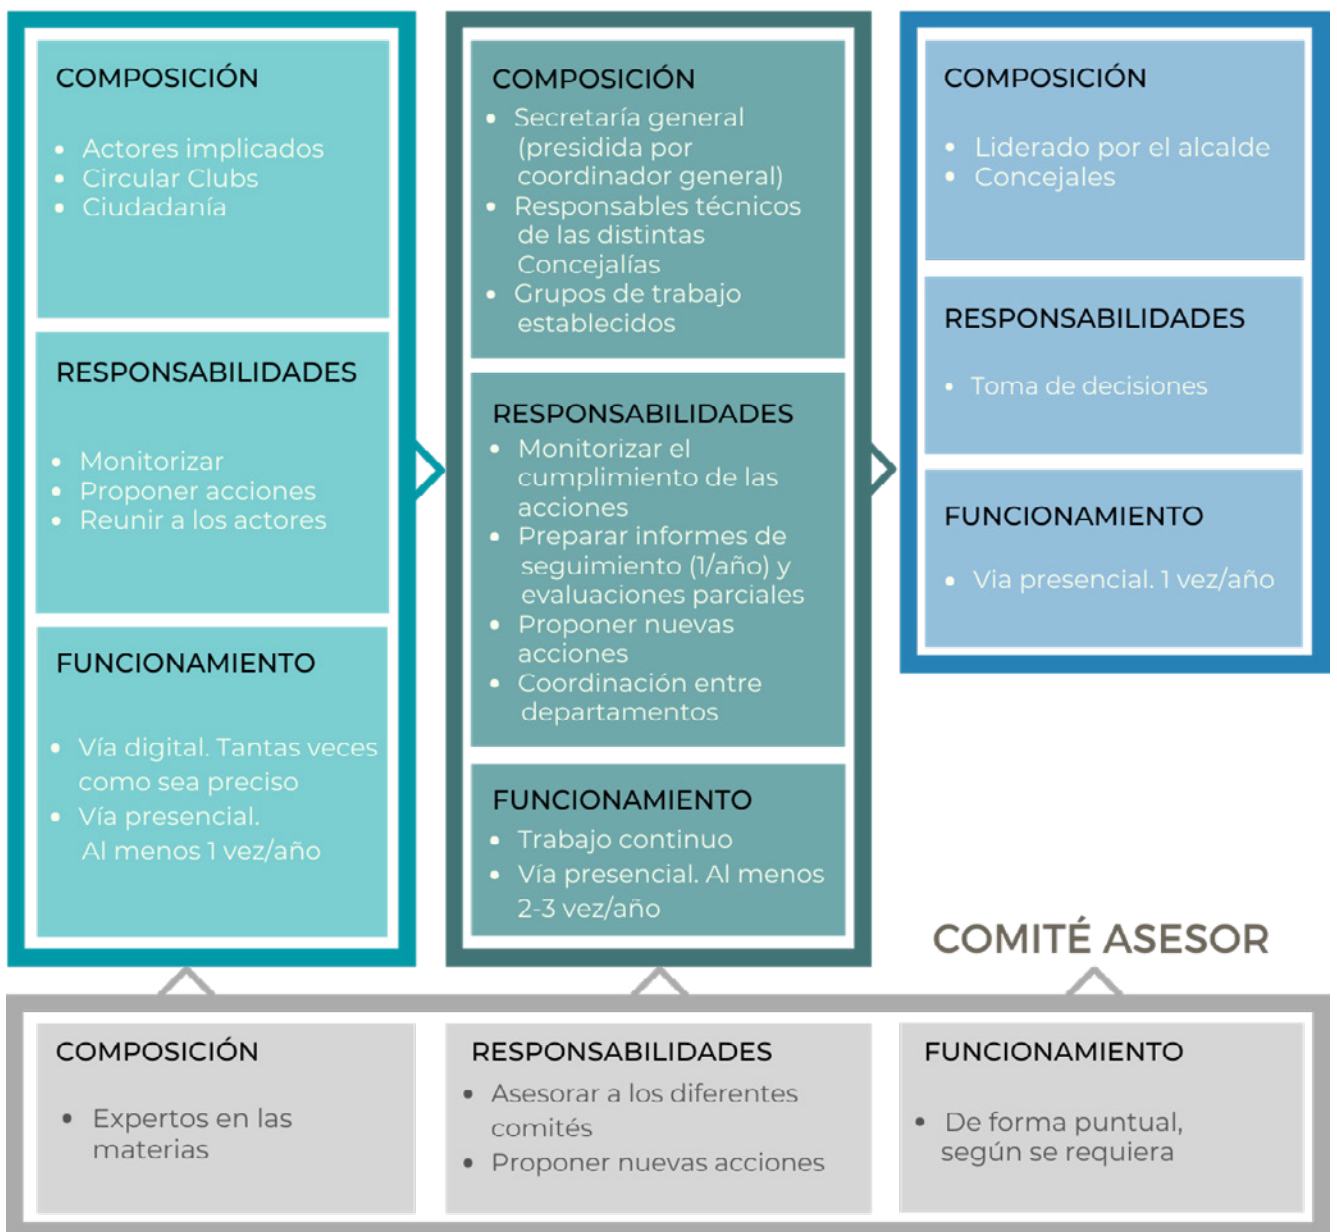 COMPOSICIÓN
• Actores implicados
• Circular Clubs
• Ciudadanía
RESPONSABILIDADES
• Monitorizar
• Proponer acciones
• Reunir a los actores
FUNCIONAMIENTO
• Vía digital. Tantas veces
como sea preciso
• Vía presencial.
Al menos 1 vez/año
COMPOSICIÓN
• Secretaría general
(presidida por
coordinador general)
• Responsables técnicos
de las distintas
Concejalías
• Grupos de trabajo
establecidos
RESPONSABILIDADES
• Monitorizar el
cumplimiento de las
acciones
• Preparar informes de
seguimiento (1/año) y
evaluaciones parciales
• Proponer nuevas
acciones
• Coordinación entre
departamentos
FUNCIONAMIENTO
• Trabajo continuo
• Vía presencial. Al menos
2-3 vez/año
COMPOSICIÓN
• Liderado por el alcalde
• Concejales
RESPONSABILIDADES
• Toma de decisiones
FUNCIONAMIENTO
• Via presencial. 1 vez/año
COMITÉ ASESOR
COMPOSICIÓN
• Expertos en las
materias
RESPONSABILIDADES
• Asesorar a los diferentes
comités
• Proponer nuevas acciones
FUNCIONAMIENTO
• De forma puntual,
según se requiera